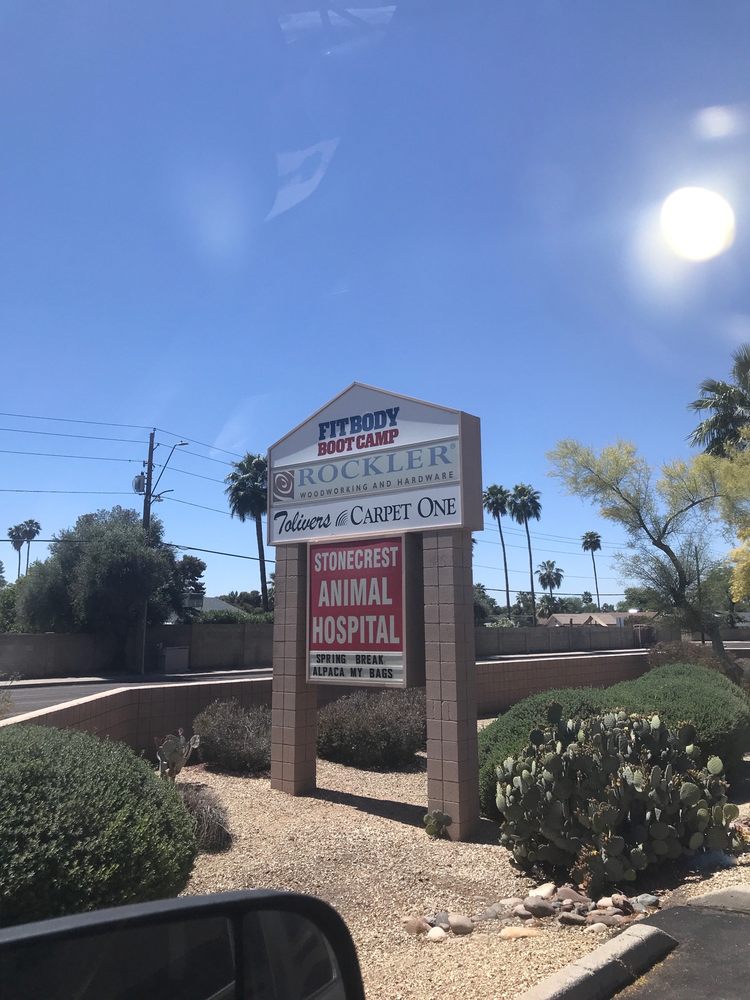 FITBODY
BOOT CAMP
ROCKLER®
WOODWORKING AND HARDWARE
Tolivers CARPET ONE
STONECREST
ANIMAL
HOSPITAL
SPRING BREAK
ALPACA MY BAGS